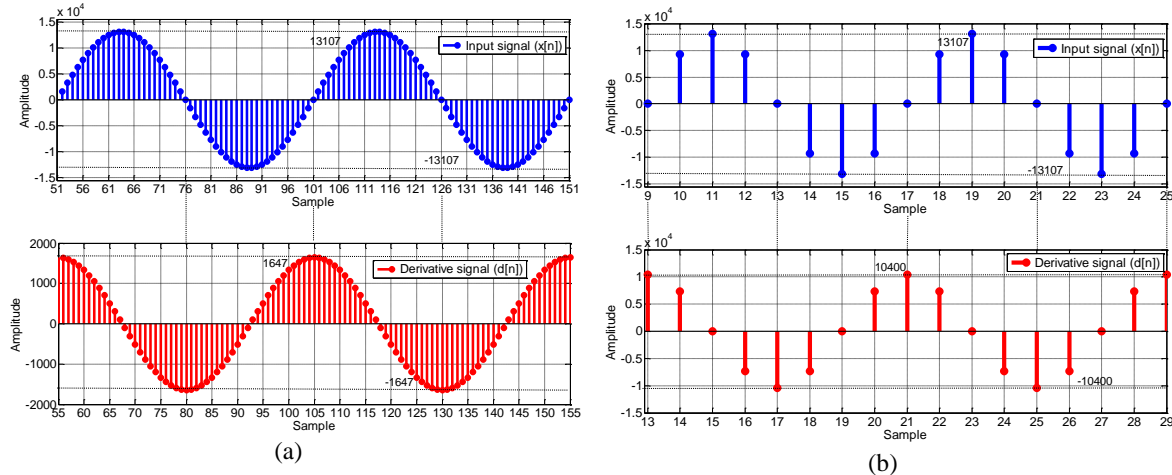 1.5 x 10^4
13107
Input signal (x[n])
1
0.5
0
-0.5
-1
-13107
-1.5
Amplitude
51 56 61 66 71 76 81 86 91 96 101 106 111 116 121 126 131 136 141 146 151
Sample
2000
1647
Derivative signal (d[n])
1000
0
-1000
-1647
-2000
Amplitude
55 60 65 70 75 80 85 90 95 100 105 110 115 120 125 130 135 140 145 150 155
Sample
(a)
1.5 x 10^4
13107
Input signal (x[n])
1
0.5
0
-0.5
-1
-13107
-1.5
Amplitude
9 10 11 12 13 14 15 16 17 18 19 20 21 22 23 24 25
Sample
1.5 x 10^4
10400
Derivative signal (d[n])
1
0.5
0
-0.5
-1
-10400
-1.5
Amplitude
13 14 15 16 17 18 19 20 21 22 23 24 25 26 27 28 29
Sample
(b)